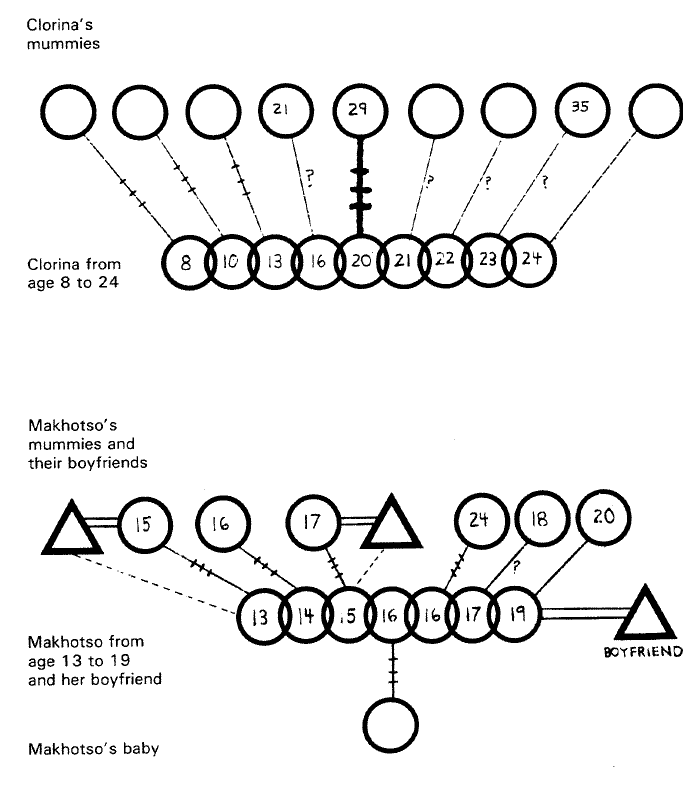 Clorina's
mummies
21 29 35
? ? ? ?
Clorina from
age 8 to 24
8 10 13 16 20 21 22 23 24
Makhotso's
mummies and
their boyfriends
15 16 17 24 18 20
?
13 14 15 16 16 17 19
Makhotso from
age 13 to 19
and her boyfriend
BOYFRIEND
Makhotso's baby